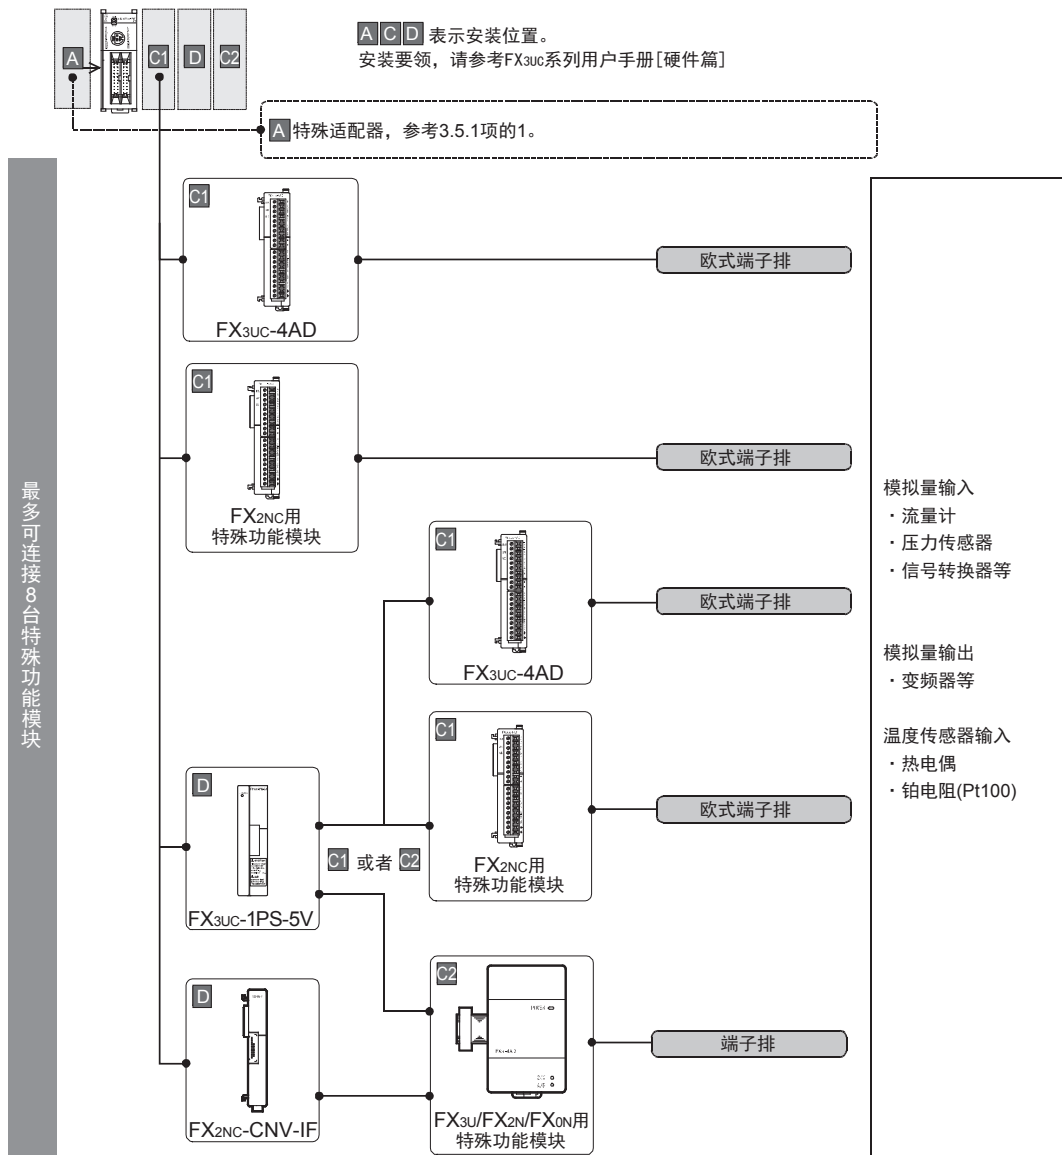 A C1 D C2
A C D 表示安装位置。
安装要领，请参考FX3UC系列用户手册[硬件篇]
A 特殊适配器，参考3.5.1项的1。
最多可连接8台特殊功能模块
C1
FX3UC-4AD
欧式端子排
C1
FX2NC用
特殊功能模块
欧式端子排
C1
FX3UC-4AD
欧式端子排
C1
FX2NC用
特殊功能模块
欧式端子排
D
FX3UC-1PS-5V
C1 或者 C2
D
FX2NC-CNV-IF
C2
POWER
FX3U/FX2N/FX0N用
特殊功能模块
端子排
模拟量输入
・流量计
・压力传感器
・信号转换器等
模拟量输出
・变频器等
温度传感器输入
・热电偶
・铂电阻(Pt100)